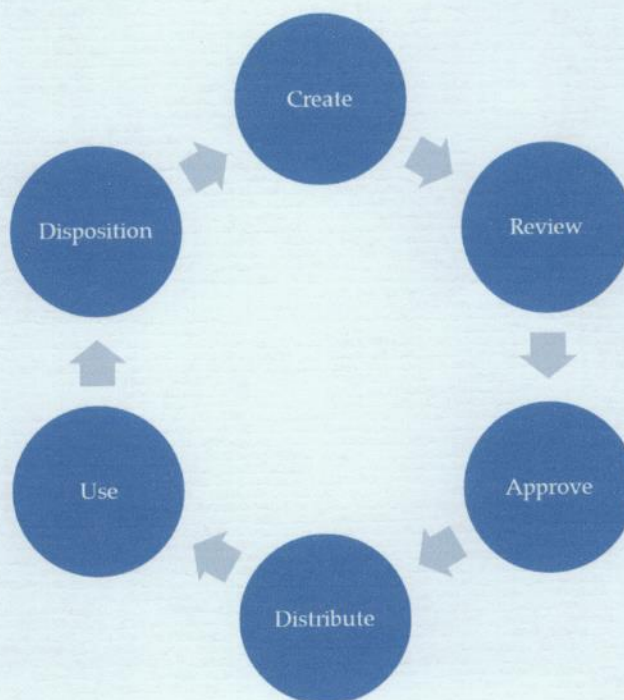 Create
Review
Approve
Distribute
Use
Disposition